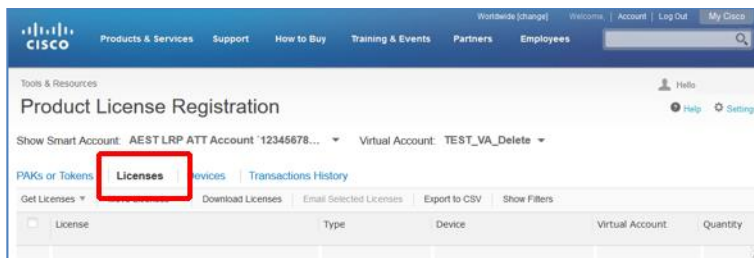 Worldwide [change] Welcome, | Account | Log Out My Cisco
CISCO Products & Services Support How to Buy Training & Events Partners Employees
Tools & Resources Hello
Product License Registration Help Setting
Show Smart Account: AEST LRP ATT Account `12345678... Virtual Account: TEST_VA_Delete
PAKs or Tokens Licenses Devices Transactions History
Get Licenses Download Licenses Email Selected Licenses Export to CSV Show Filters
License Type Device Virtual Account Quantity